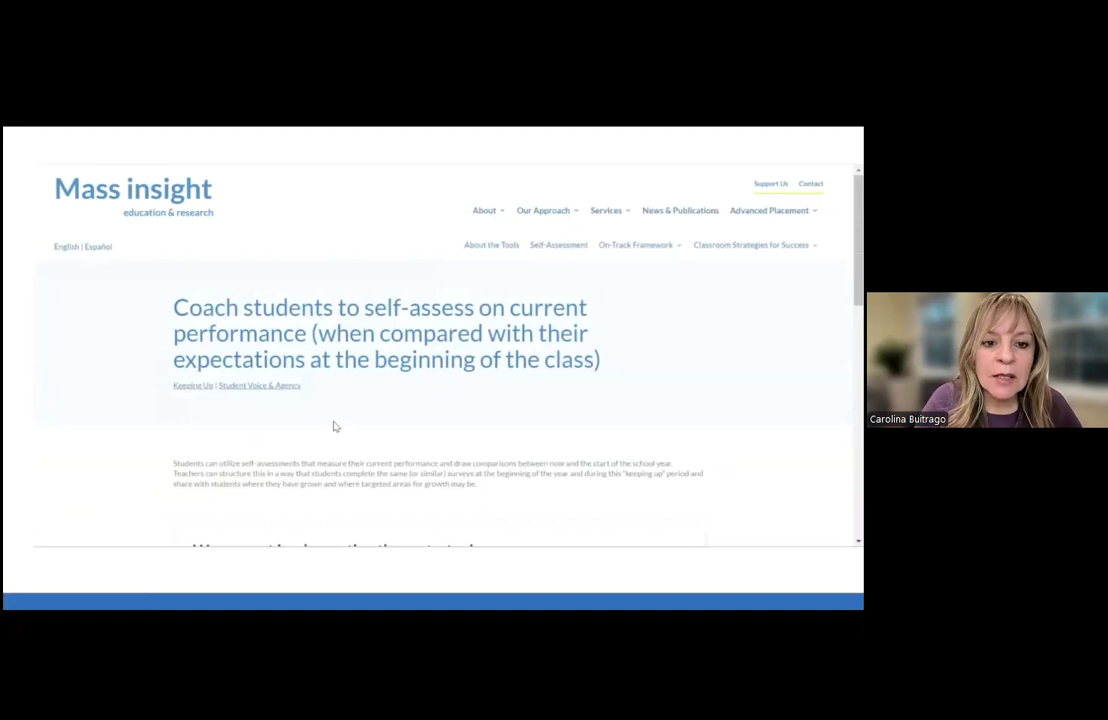 Mass insight
education & research
Support Us Contact
About Our Approach Services News & Publications Advanced Placement
English | Español
About the Tools Self-Assessment On-Track Framework Classroom Strategies for Success
Coach students to self-assess on current
performance (when compared with their
expectations at the beginning of the class)
Keeping Up | Student Voice & Agency
Students can utilize self-assessments that measure their current performance and draw comparisons between now and the start of the school year.
Teachers can structure this in a way that students complete the same (or similar) surveys at the beginning of the year and during this "keeping up" period and
share with students where they have grown and where targeted areas for growth may be.
Carolina Buitrago